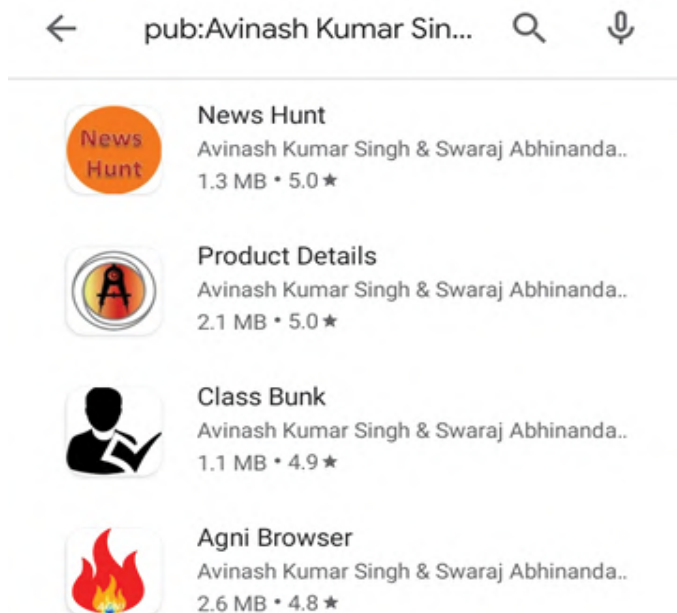 pub:Avinash Kumar Sin...
News
Hunt
News Hunt
Avinash Kumar Singh & Swaraj Abhinanda..
1.3 MB • 5.0 ★
Product Details
Avinash Kumar Singh & Swaraj Abhinanda..
2.1 MB • 5.0 ★
Class Bunk
Avinash Kumar Singh & Swaraj Abhinanda..
1.1 MB • 4.9 ★
Agni Browser
Avinash Kumar Singh & Swaraj Abhinanda..
2.6 MB • 4.8 ★